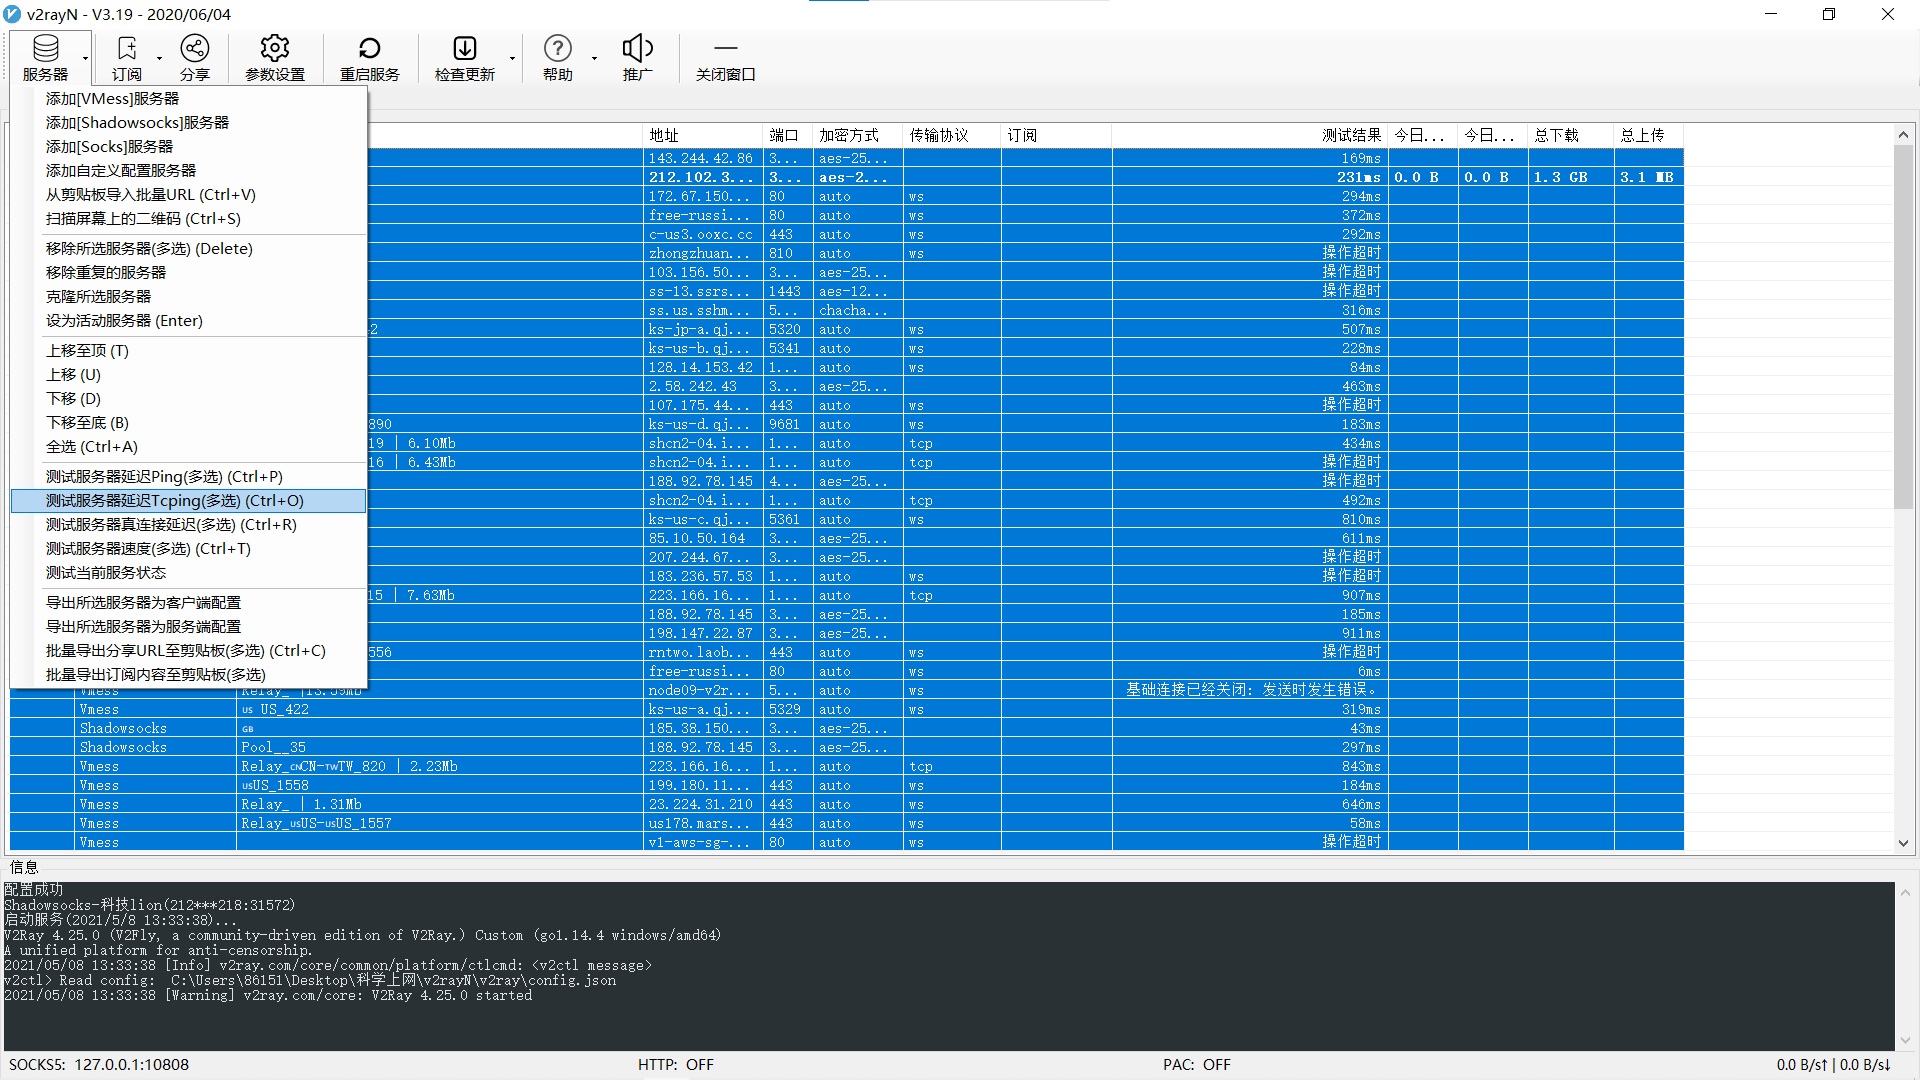 v2rayN - V3.19 - 2020/06/04
服务器 订阅 分享 参数设置 重启服务 检查更新 帮助 推广 关闭窗口
添加[VMess]服务器
添加[Shadowsocks]服务器
添加[Socks]服务器
添加自定义配置服务器
从剪贴板导入批量URL (Ctrl+V)
扫描屏幕上的二维码 (Ctrl+S)
移除所选服务器(多选) (Delete)
移除重复的服务器
克隆所选服务器
设为活动服务器 (Enter)
上移至顶 (T)
上移 (U)
下移 (D)
下移至底 (B)
全选 (Ctrl+A)
测试服务器延迟Ping(多选) (Ctrl+P)
测试服务器延迟Tcping(多选) (Ctrl+O)
测试服务器真连接延迟(多选) (Ctrl+R)
测试服务器速度(多选) (Ctrl+T)
测试当前服务状态
导出所选服务器为客户端配置
导出所选服务器为服务端配置
批量导出分享URL至剪贴板(多选) (Ctrl+C)
批量导出订阅内容至剪贴板(多选)
地址 端口 加密方式 传输协议 订阅 测试结果 今日... 今日... 总下载 总上传
143.244.42.86 3... aes-25... 169ms
212.102.3... 3... aes-2... 231ms 0.0 B 0.0 B 1.3 GB 3.1 MB
172.67.150... 80 auto ws 294ms
free-russi... 80 auto ws 372ms
c-us3.ooxc.cc 443 auto ws 292ms
zhongzhuan... 810 auto ws 操作超时
103.156.50... 3... aes-25... 操作超时
ss-13.ssrs... 1443 aes-12... 操作超时
ss.us.sshm... 5... chacha... 316ms
2 ks-jp-a.qj... 5320 auto ws 507ms
ks-us-b.qj... 5341 auto ws 228ms
128.14.153.42 1... auto ws 84ms
2.58.242.43 3... aes-25... 463ms
107.175.44... 443 auto ws 操作超时
890 ks-us-d.qj... 9681 auto ws 183ms
19 | 6.10Mb shcn2-04.i... 1... auto tcp 434ms
16 | 6.43Mb shcn2-04.i... 1... auto tcp 操作超时
188.92.78.145 4... aes-25... 操作超时
shcn2-04.i... 1... auto tcp 492ms
ks-us-c.qj... 5361 auto ws 810ms
85.10.50.164 3... aes-25... 611ms
207.244.67... 3... aes-25... 操作超时
183.236.57.53 1... auto ws 操作超时
15 | 7.63Mb 223.166.16... 1... auto tcp 907ms
188.92.78.145 3... aes-25... 185ms
198.147.22.87 3... aes-25... 911ms
556 rntwo.laob... 443 auto ws 操作超时
free-russi... 80 auto ws 6ms
Vmess Relay_ |13.59Mb node09-v2r... 5... auto ws 基础连接已经关闭: 发送时发生错误。
Vmess US US_422 ks-us-a.qj... 5329 auto ws 319ms
Shadowsocks GB 185.38.150... 3... aes-25... 43ms
Shadowsocks Pool__35 188.92.78.145 3... aes-25... 297ms
Vmess Relay_CNCN-TWTW_820 | 2.23Mb 223.166.16... 1... auto tcp 843ms
Vmess USUS_1558 199.180.11... 443 auto ws 184ms
Vmess Relay_ | 1.31Mb 23.224.31.210 443 auto ws 646ms
Vmess Relay_USUS-USUS_1557 us178.mars... 443 auto ws 58ms
Vmess v1-aws-sg-... 80 auto ws 操作超时
信息
配置成功
Shadowsocks-科技lion(212***218:31572)
启动服务(2021/5/8 13:33:38)...
V2Ray 4.25.0 (V2Fly, a community-driven edition of V2Ray.) Custom (go1.14.4 windows/amd64)
A unified platform for anti-censorship.
2021/05/08 13:33:38 [Info] v2ray.com/core/common/platform/ctlcmd: <v2ctl message>
v2ctl> Read config:  C:\Users\86151\Desktop\科学上网\v2rayN\v2ray\config.json
2021/05/08 13:33:38 [Warning] v2ray.com/core: V2Ray 4.25.0 started
SOCKS5: 127.0.0.1:10808 HTTP: OFF PAC: OFF 0.0 B/s↑ | 0.0 B/s↓